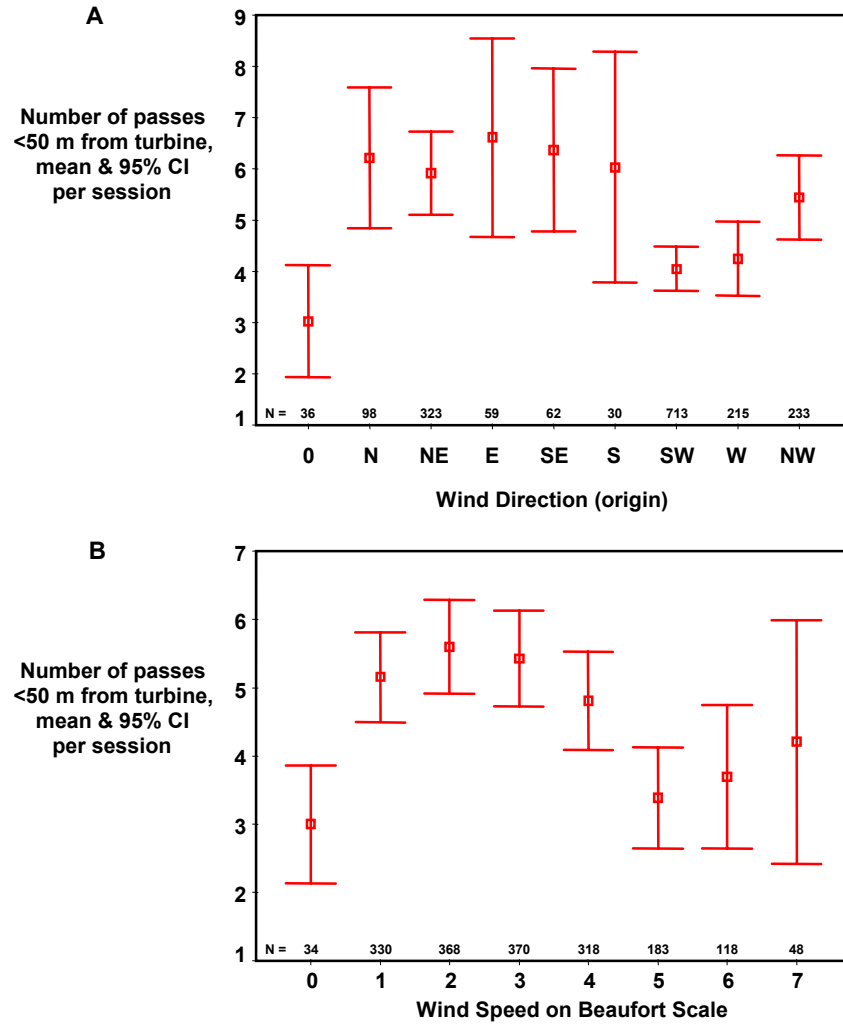 A
Number of passes
<50 m from turbine,
mean & 95% CI
per session
9
8
7
6
5
4
3
2
1
N = 36 98 323 59 62 30 713 215 233
0 N NE E SE S SW W NW
Wind Direction (origin)
B
Number of passes
<50 m from turbine,
mean & 95% CI
per session
7
6
5
4
3
2
1
N = 34 330 368 370 318 183 118 48
0 1 2 3 4 5 6 7
Wind Speed on Beaufort Scale